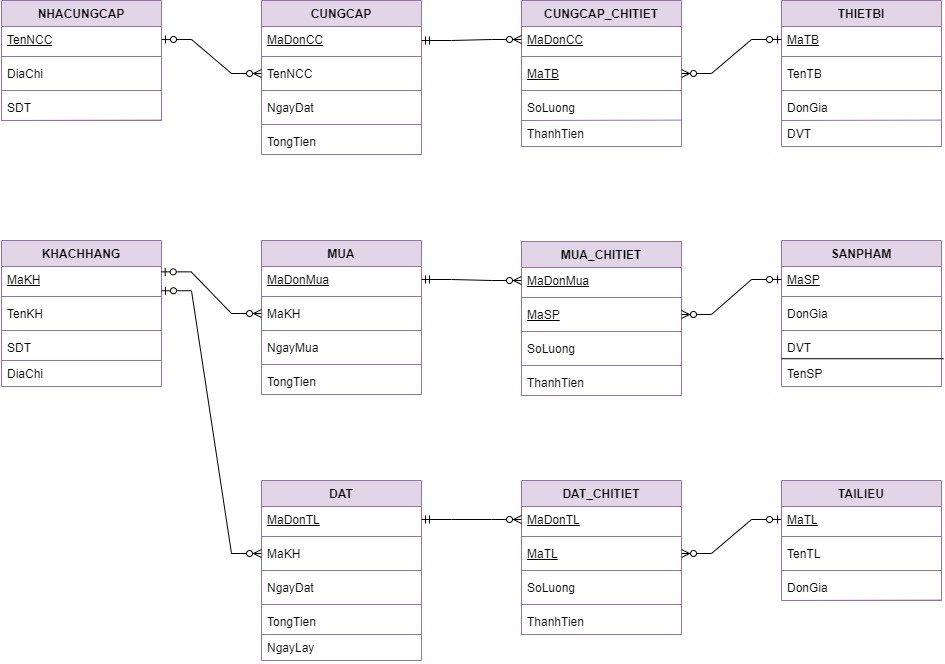 NHACUNGCAP
TenNCC
DiaChi
SDT
CUNGCAP
MaDonCC
TenNCC
NgayDat
TongTien
CUNGCAP_CHITIET
MaDonCC
MaTB
SoLuong
ThanhTien
THIETBI
MaTB
TenTB
DonGia
DVT
KHACHHANG
MaKH
TenKH
SDT
DiaChi
MUA
MaDonMua
MaKH
NgayMua
TongTien
MUA_CHITIET
MaDonMua
MaSP
SoLuong
ThanhTien
SANPHAM
MaSP
DonGia
DVT
TenSP
DAT
MaDonTL
MaKH
NgayDat
TongTien
NgayLay
DAT_CHITIET
MaDonTL
MaTL
SoLuong
ThanhTien
TAILIEU
MaTL
TenTL
DonGia